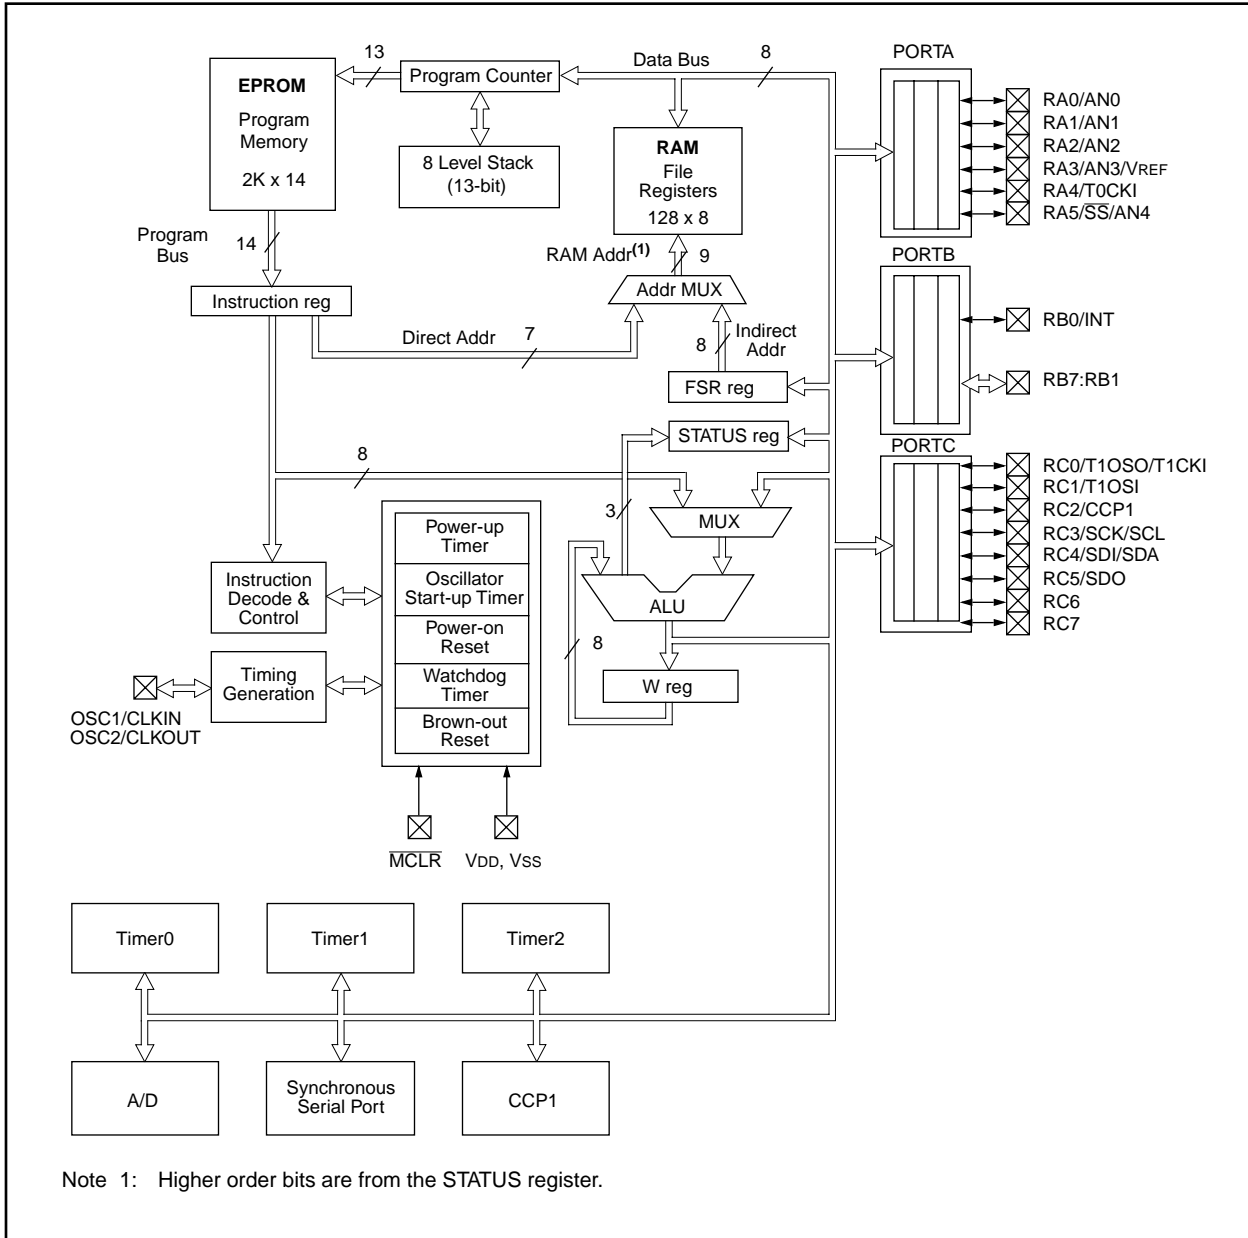 EPROM
Program
Memory
2K x 14
13
Program Counter
8 Level Stack
(13-bit)
Data Bus
8
RAM
File
Registers
128 x 8
Program
Bus
14
RAM Addr(1)
9
Addr MUX
Instruction reg
Direct Addr
7
8
Indirect
Addr
FSR reg
STATUS reg
8
3
MUX
ALU
8
W reg
Power-up
Timer
Oscillator
Start-up Timer
Power-on
Reset
Watchdog
Timer
Brown-out
Reset
Instruction
Decode &
Control
Timing
Generation
OSC1/CLKIN
OSC2/CLKOUT
MCLR
VDD, VSS
PORTA
RA0/AN0
RA1/AN1
RA2/AN2
RA3/AN3/VREF
RA4/T0CKI
RA5/SS/AN4
PORTB
RB0/INT
RB7:RB1
PORTC
RC0/T1OSO/T1CKI
RC1/T1OSI
RC2/CCP1
RC3/SCK/SCL
RC4/SDI/SDA
RC5/SDO
RC6
RC7
Timer0
Timer1
Timer2
A/D
Synchronous
Serial Port
CCP1
Note 1: Higher order bits are from the STATUS register.